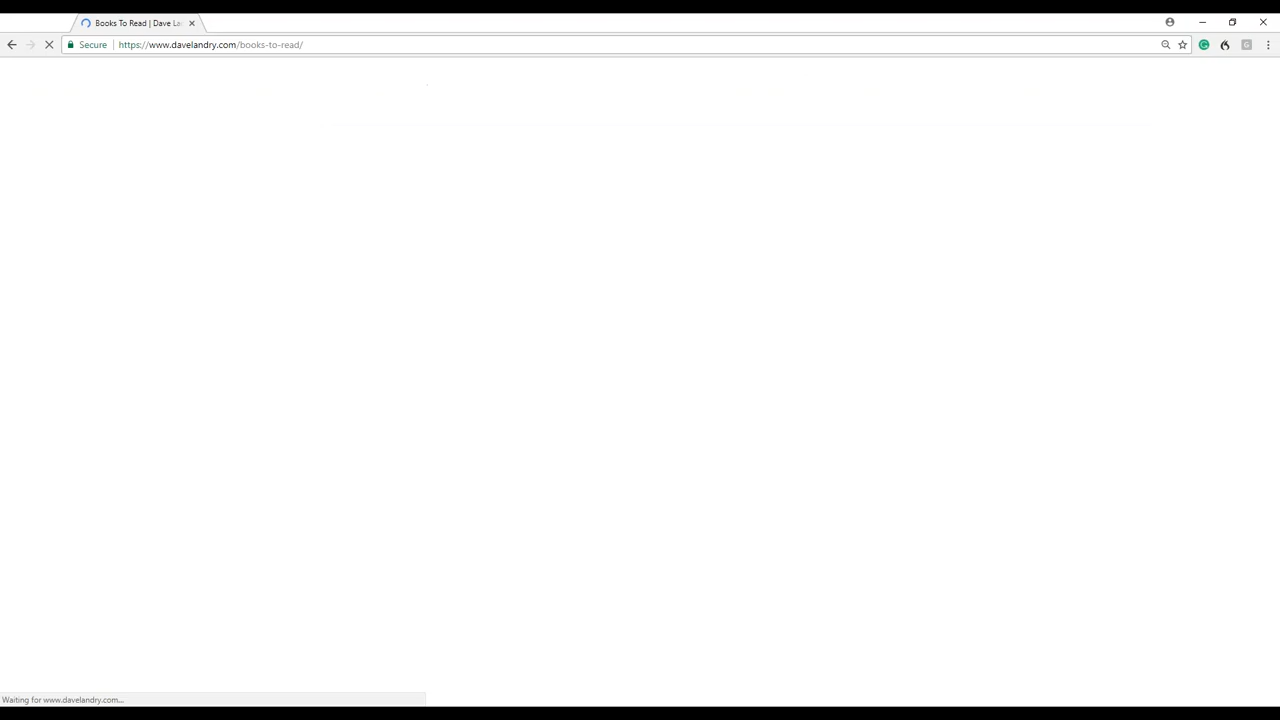 Books To Read | Dave La
Secure
https://www.davelandry.com/books-to-read/
Waiting for www.davelandry.com...